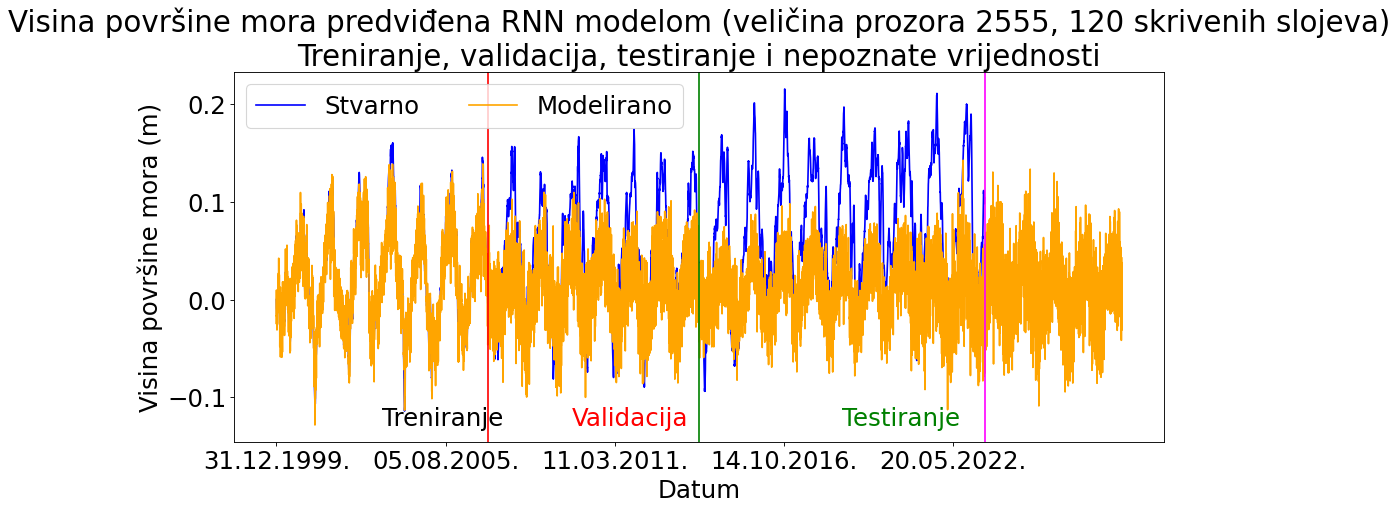 Visina površine mora predviđena RNN modelom (veličina prozora 2555, 120 skrivenih slojeva)
Treniranje, validacija, testiranje i nepoznate vrijednosti
Stvarno
Modelirano
Visina površine mora (m)
0.2
0.1
0.0
−0.1
Treniranje
Validacija
Testiranje
31.12.1999.
05.08.2005.
11.03.2011.
14.10.2016.
20.05.2022.
Datum